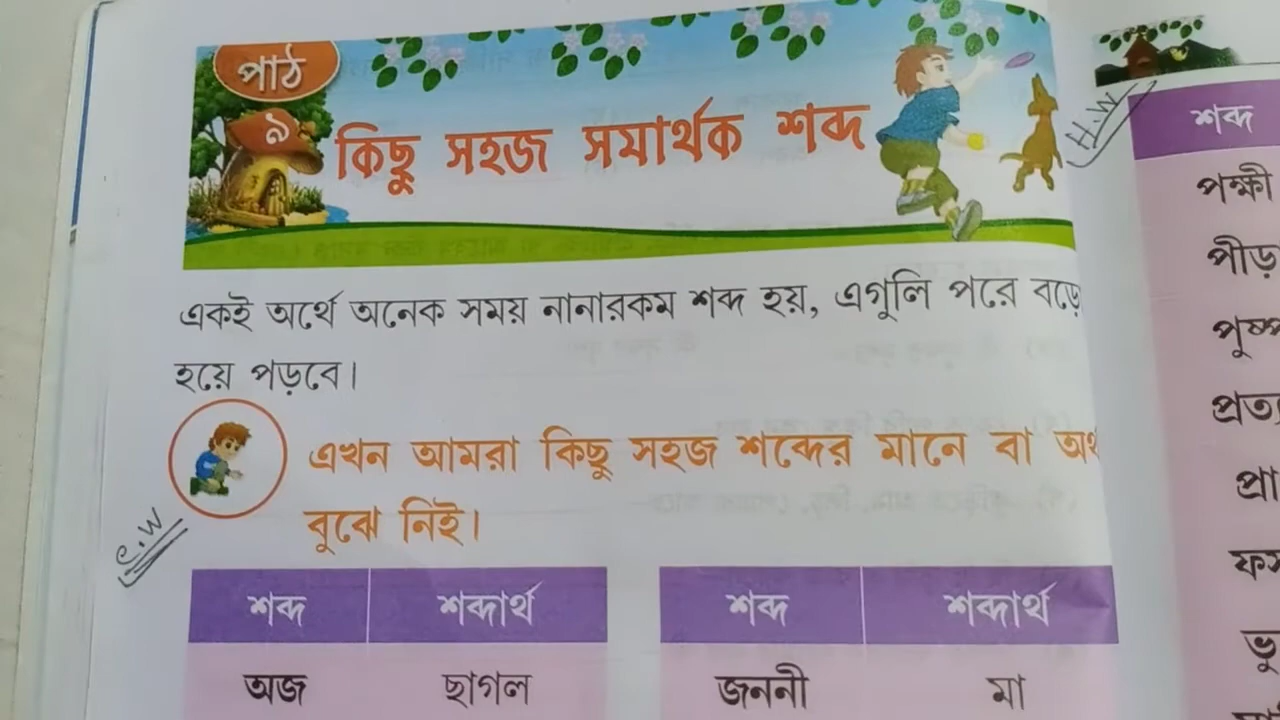 পাঠ
৯
কিছু সহজ সমার্থক শব্দ
একই অর্থে অনেক সময় নানারকম শব্দ হয়, এগুলি পরে বড়ো
হয়ে পড়বে।
এখন আমরা কিছু সহজ শব্দের মানে বা
বুঝে নিই।
C.W
শব্দ শব্দার্থ শব্দ শব্দার্থ
অজ ছাগল জননী মা
H.W
শব্দ
পক্ষী